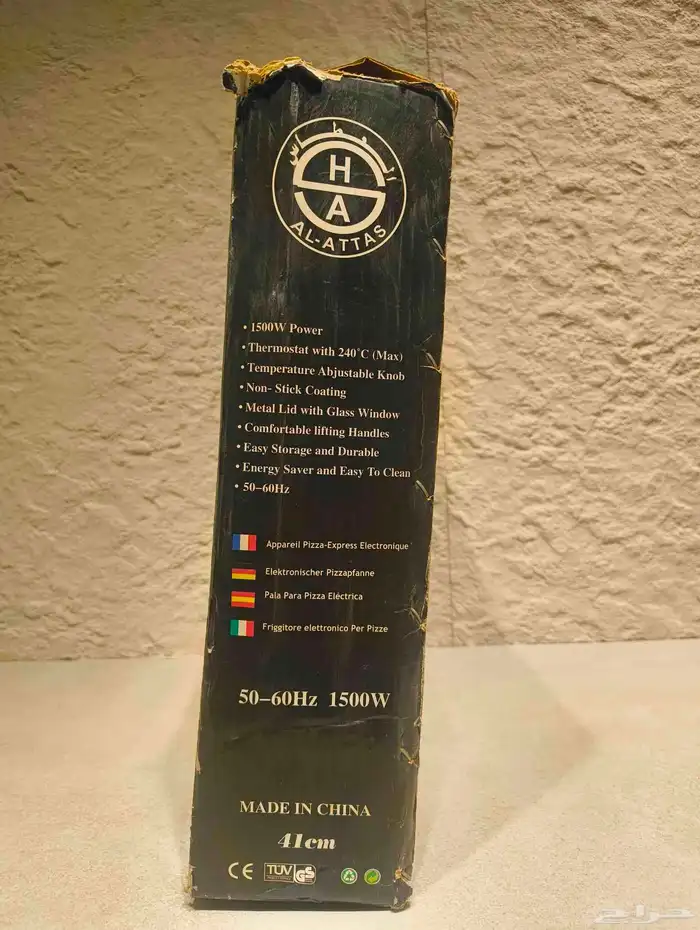 العطاس
H
A
AL-ATTAS
• 1500W Power
• Thermostat with 240°C (Max)
• Temperature Abjustable Knob
• Non- Stick Coating
• Metal Lid with Glass Window
• Comfortable lifting Handles
• Easy Storage and Durable
• Energy Saver and Easy To Clean
• 50–60Hz
Appareil Pizza-Express Electronique
Elektronischer Pizzapfanne
Pala Para Pizza Eléctrica
Friggitore elettronico Per Pizze
50–60Hz 1500W
MADE IN CHINA
41cm
CE TÜV GS
حراج